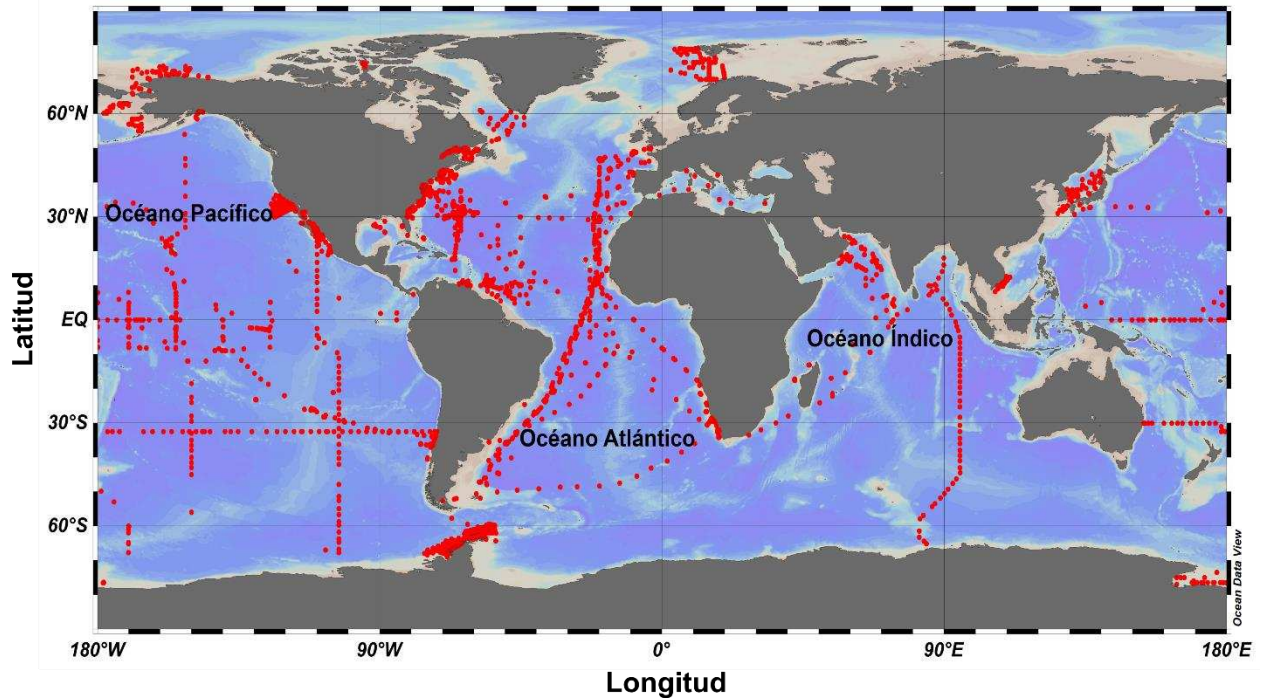 60°N
Océano Pacífico
30°N
Latitud
EQ
Océano Índico
Océano Atlántico
30°S
60°S
Ocean Data View
180°W
90°W
0°
90°E
180°E
Longitud